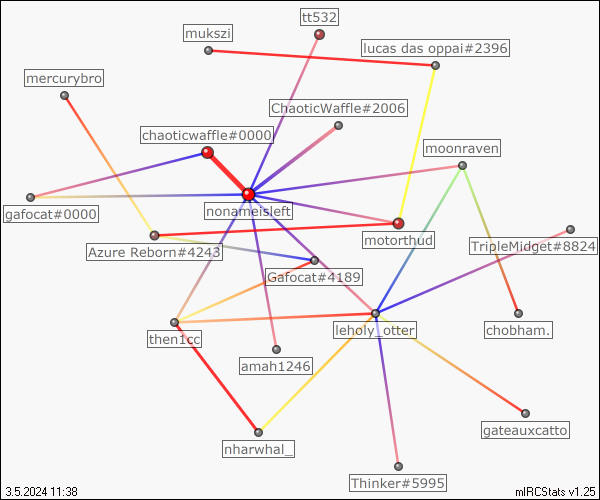 tt532
mukszi
lucas das oppai#2396
mercurybro
ChaoticWaffle#2006
chaoticwaffle#0000
moonraven
gafocat#0000
nonameisleft
motorthud
TripleMidget#8824
Azure Reborn#4243
Gafocat#4189
leholy_otter
chobham.
then1cc
amah1246
gateauxcatto
nharwhal_
Thinker#5995
3.5.2024 11:38
mIRCStats v1.25